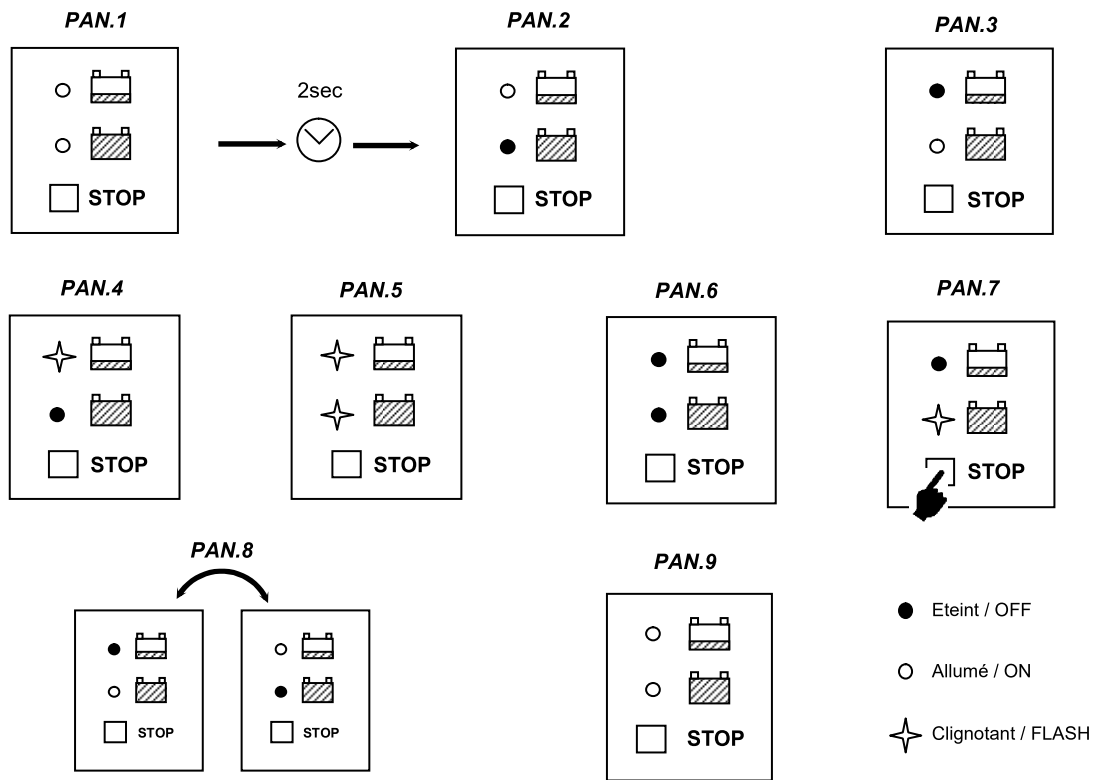 PAN.1
PAN.2
PAN.3
2sec
STOP
STOP
STOP
PAN.4
PAN.5
PAN.6
PAN.7
STOP
STOP
STOP
STOP
PAN.8
PAN.9
STOP
STOP
STOP
Eteint / OFF
Allumé / ON
Clignotant / FLASH